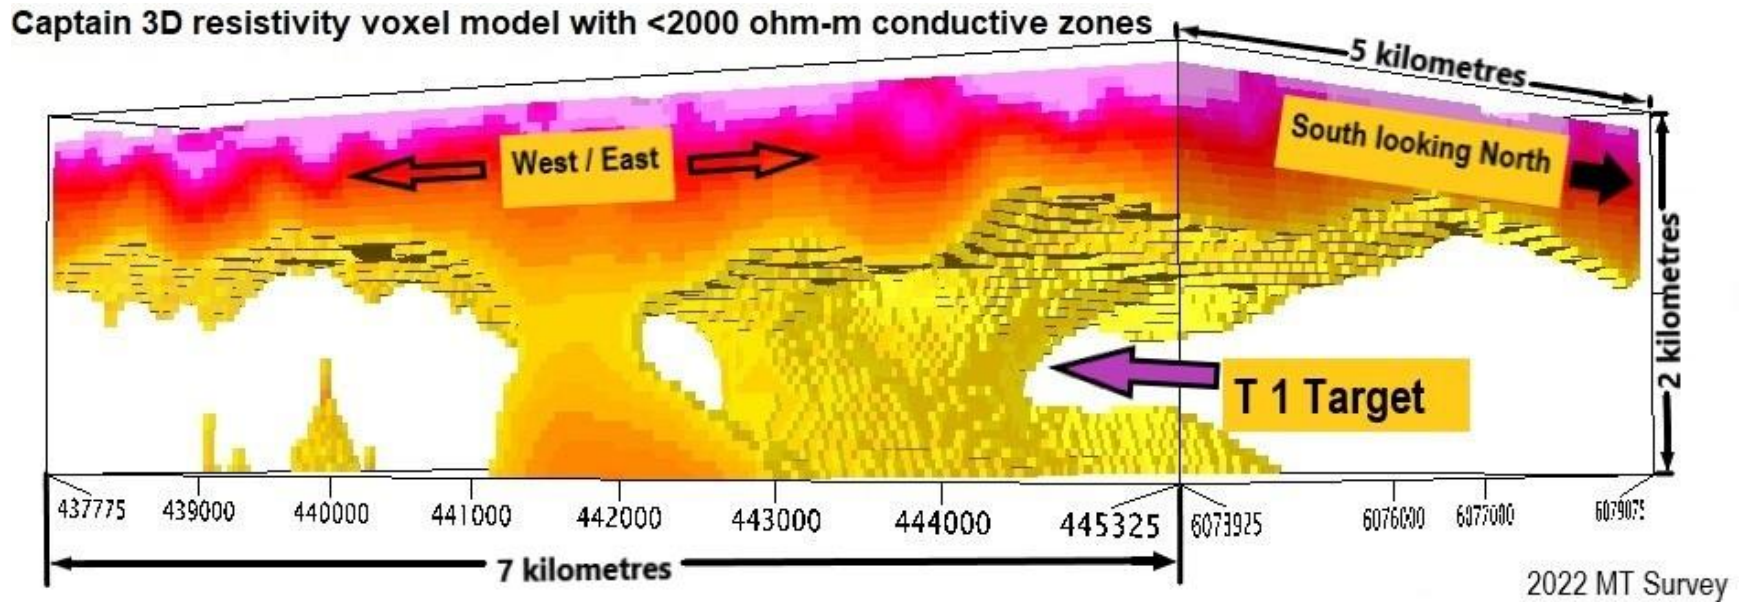 Captain 3D resistivity voxel model with <2000 ohm-m conductive zones
5 kilometres
West / East
South looking North
2 kilometres
T 1 Target
437775 439000 440000 441000 442000 443000 444000 445325 6073925 6076000 6077000 6079075
7 kilometres
2022 MT Survey